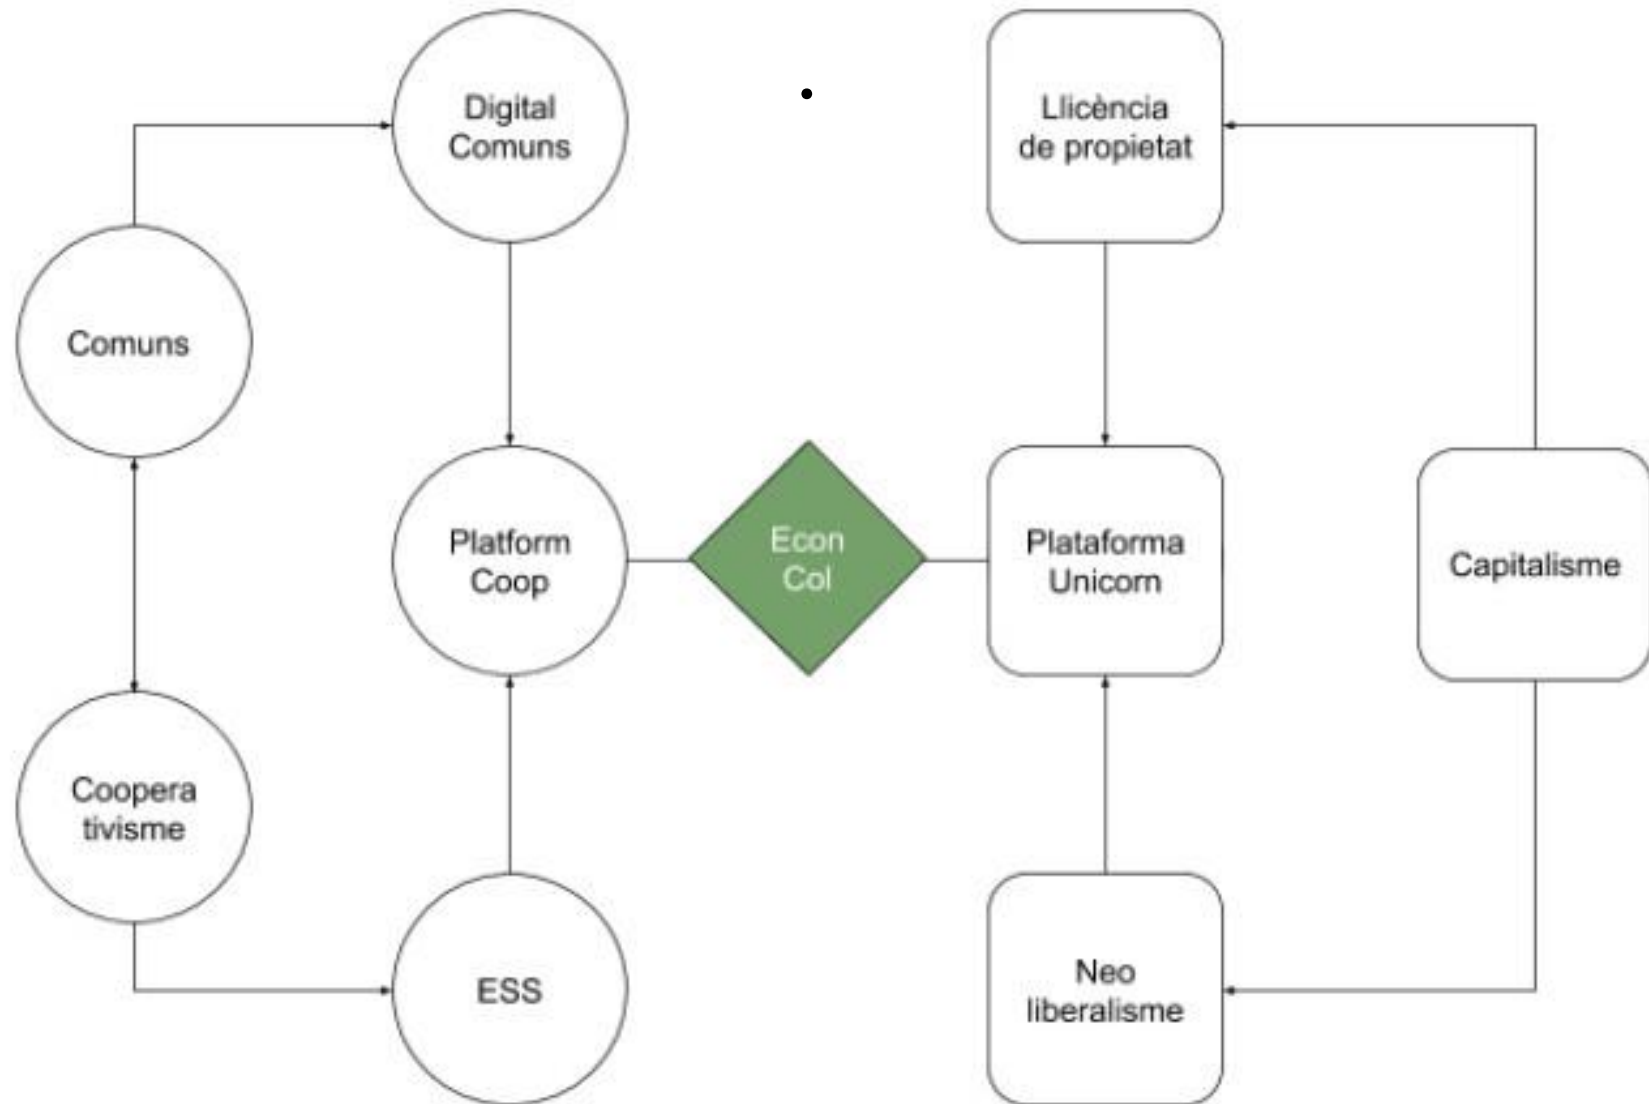 Digital
Comuns
Llicència
de propietat
Comuns
Platform
Coop
Econ
Col
Plataforma
Unicorn
Capitalisme
Coopera
tivisme
ESS
Neo
liberalisme